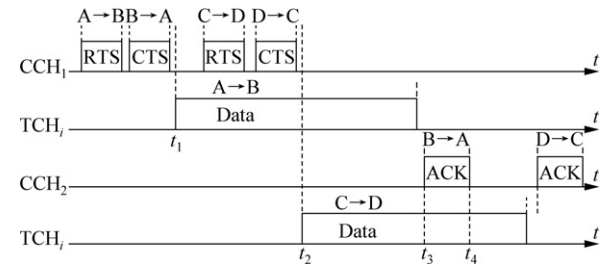 A→B B→A C→D D→C
RTS CTS RTS CTS
CCH1 t
A→B
Data
TCHi t
t1
B→A D→C
ACK ACK
CCH2 t
C→D
Data
TCHi t
t2 t3 t4